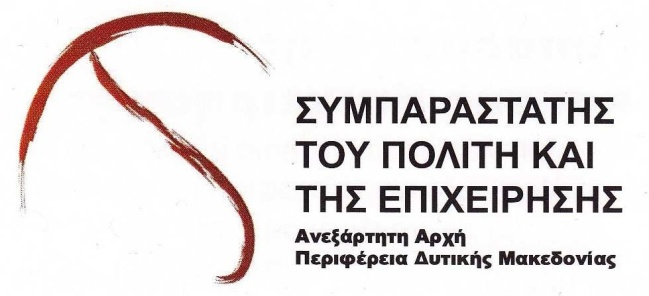 ΣΥΜΠΑΡΑΣΤΑΤΗΣ
ΤΟΥ ΠΟΛΙΤΗ ΚΑΙ
ΤΗΣ ΕΠΙΧΕΙΡΗΣΗΣ
Ανεξάρτητη Αρχή
Περιφέρεια Δυτικής Μακεδονίας